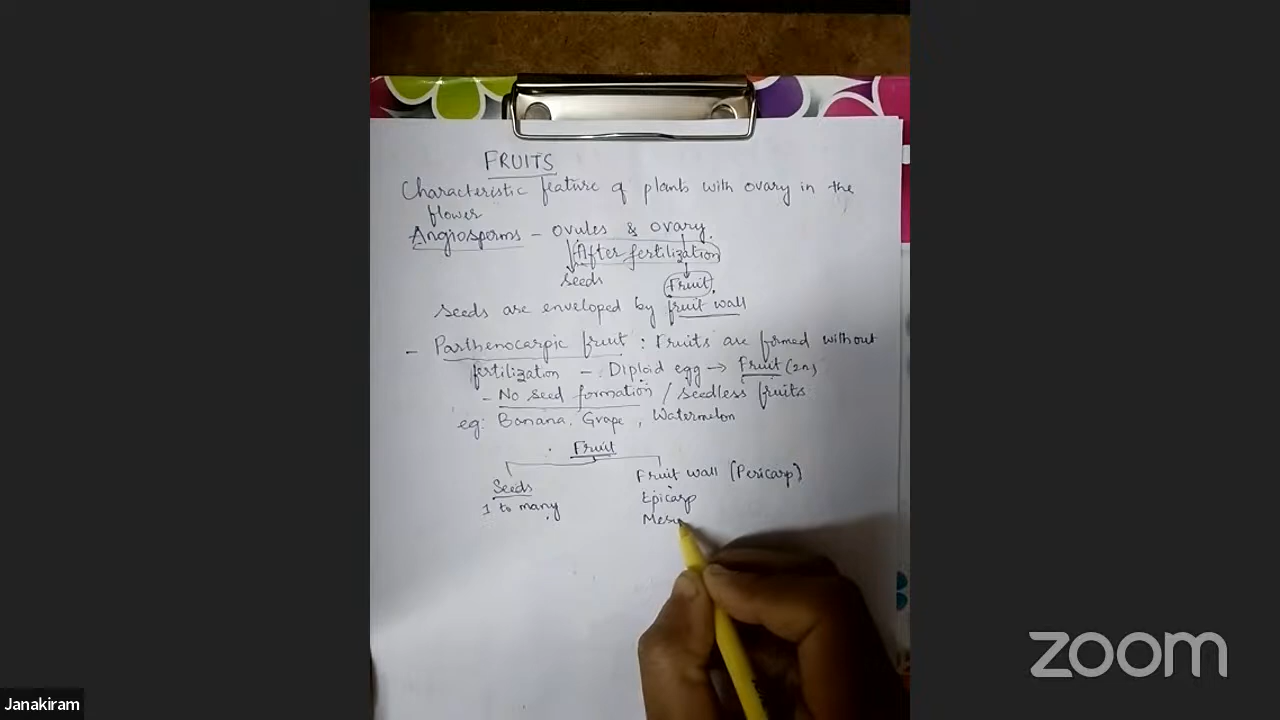 FRUITS
Characteristic feature of plants with ovary in the
flower
Angiosperms - ovules & ovary.
After fertilization
Seeds Fruit.
Seeds are enveloped by fruit wall
- Parthenocarpic fruit : Fruits are formed without
fertilization - Diploid egg → Fruit (2n)
- No seed formation / seedless fruits
eg: Banana, Grape, Watermelon
Fruit
Seeds Fruit wall (Pericarp)
1 to many Epicarp
Meso
zoom
Janakiram